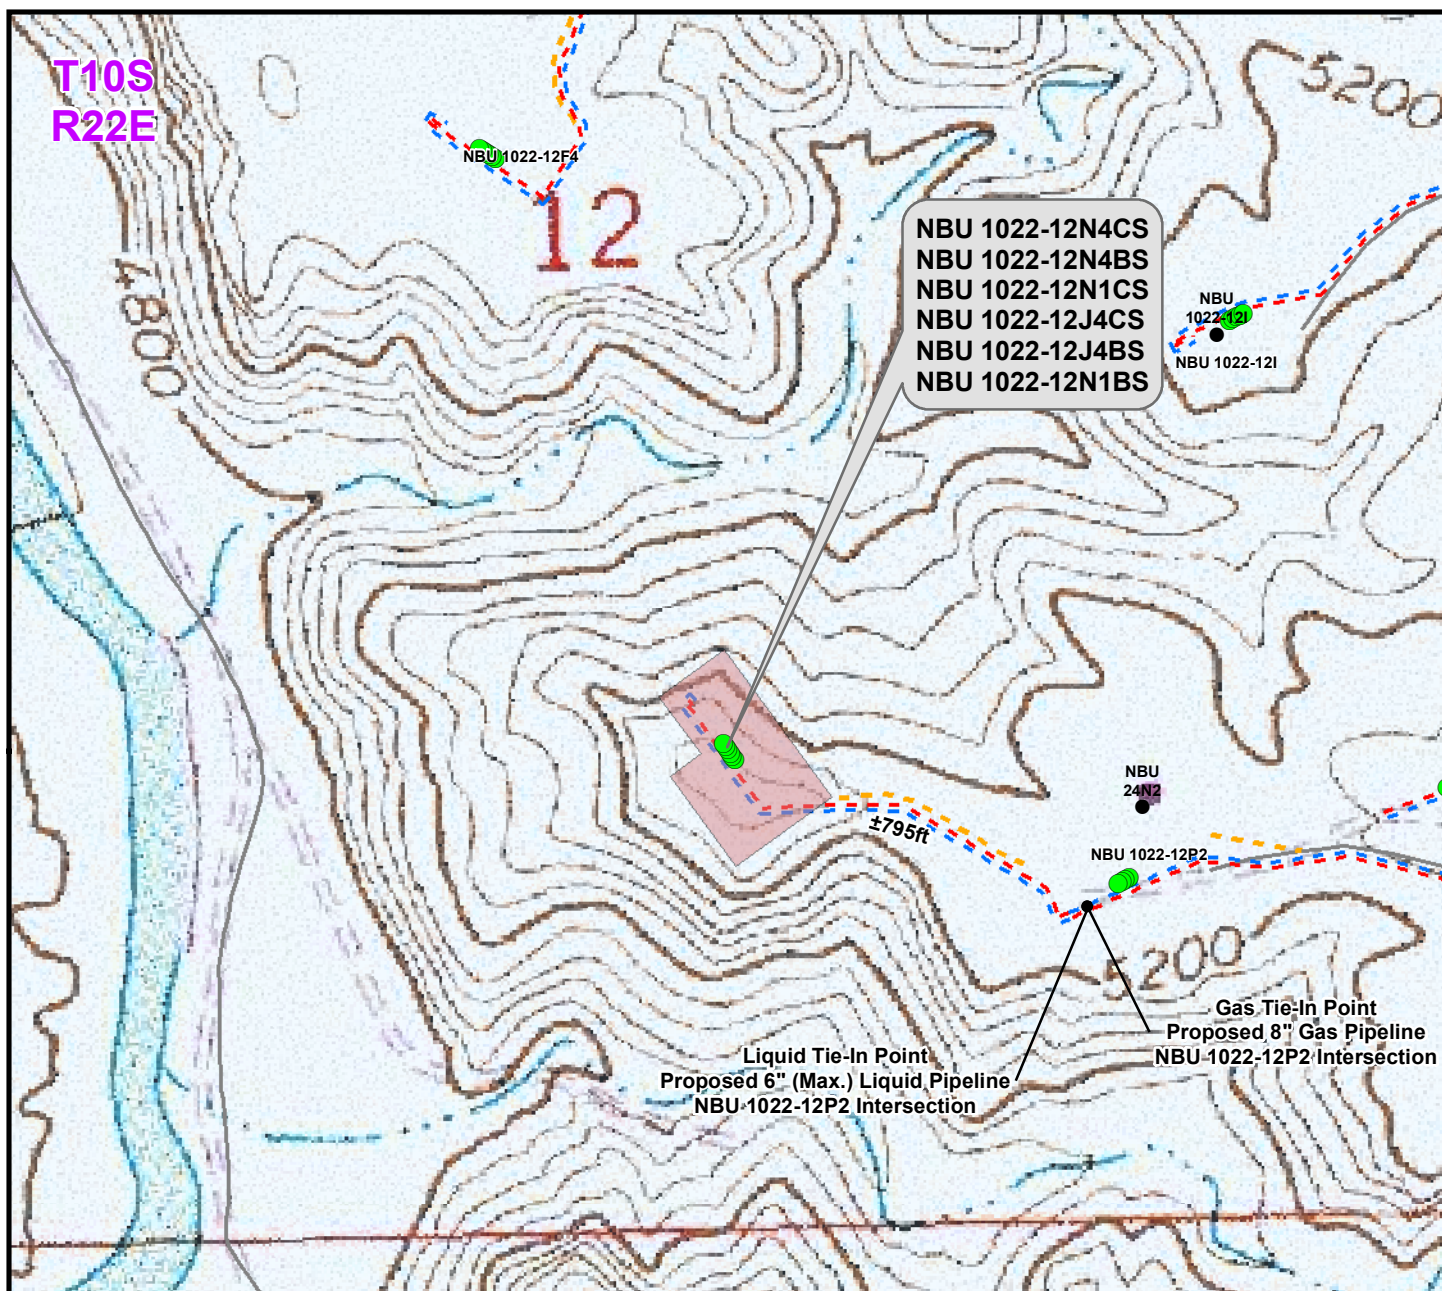 T10S
R22E
5200
NBU 1022-12F4
12
NBU 1022-12N4CS
NBU 1022-12N4BS
NBU 1022-12N1CS
NBU 1022-12J4CS
NBU 1022-12J4BS
NBU 1022-12N1BS
4800
NBU
1022-12I
NBU 1022-12I
NBU
24N2
±795ft
NBU 1022-12P2
5200
Gas Tie-In Point
Proposed 8" Gas Pipeline
NBU 1022-12P2 Intersection
Liquid Tie-In Point
Proposed 6" (Max.) Liquid Pipeline
NBU 1022-12P2 Intersection